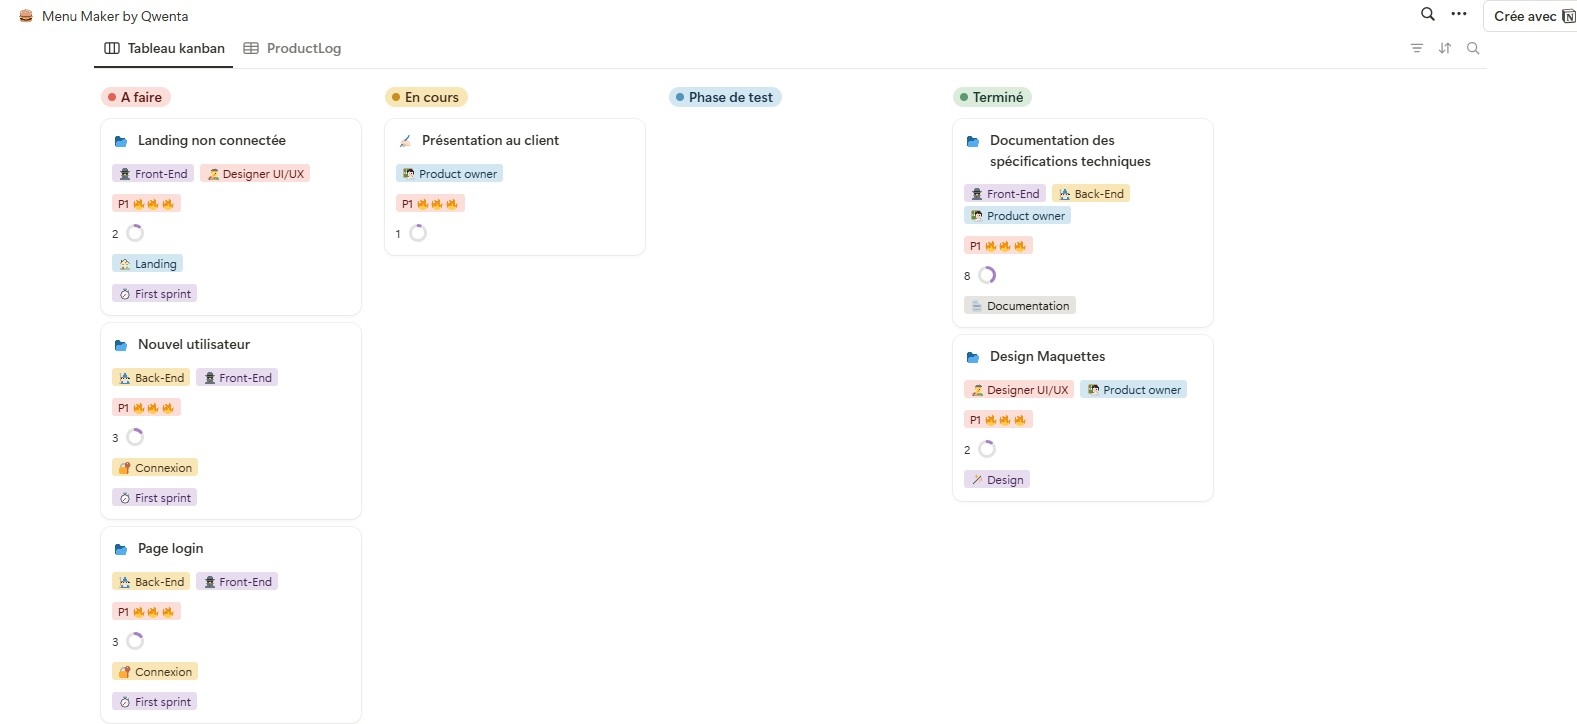 Menu Maker by Qwenta
Crée avec
Tableau kanban
ProductLog
A faire
Landing non connectée
Front-End Designer UI/UX
P1
2
Landing
First sprint
Nouvel utilisateur
Back-End Front-End
P1
3
Connexion
First sprint
Page login
Back-End Front-End
P1
3
Connexion
First sprint
En cours
Présentation au client
Product owner
P1
1
Phase de test
Terminé
Documentation des
spécifications techniques
Front-End Back-End
Product owner
P1
8
Documentation
Design Maquettes
Designer UI/UX Product owner
P1
2
Design